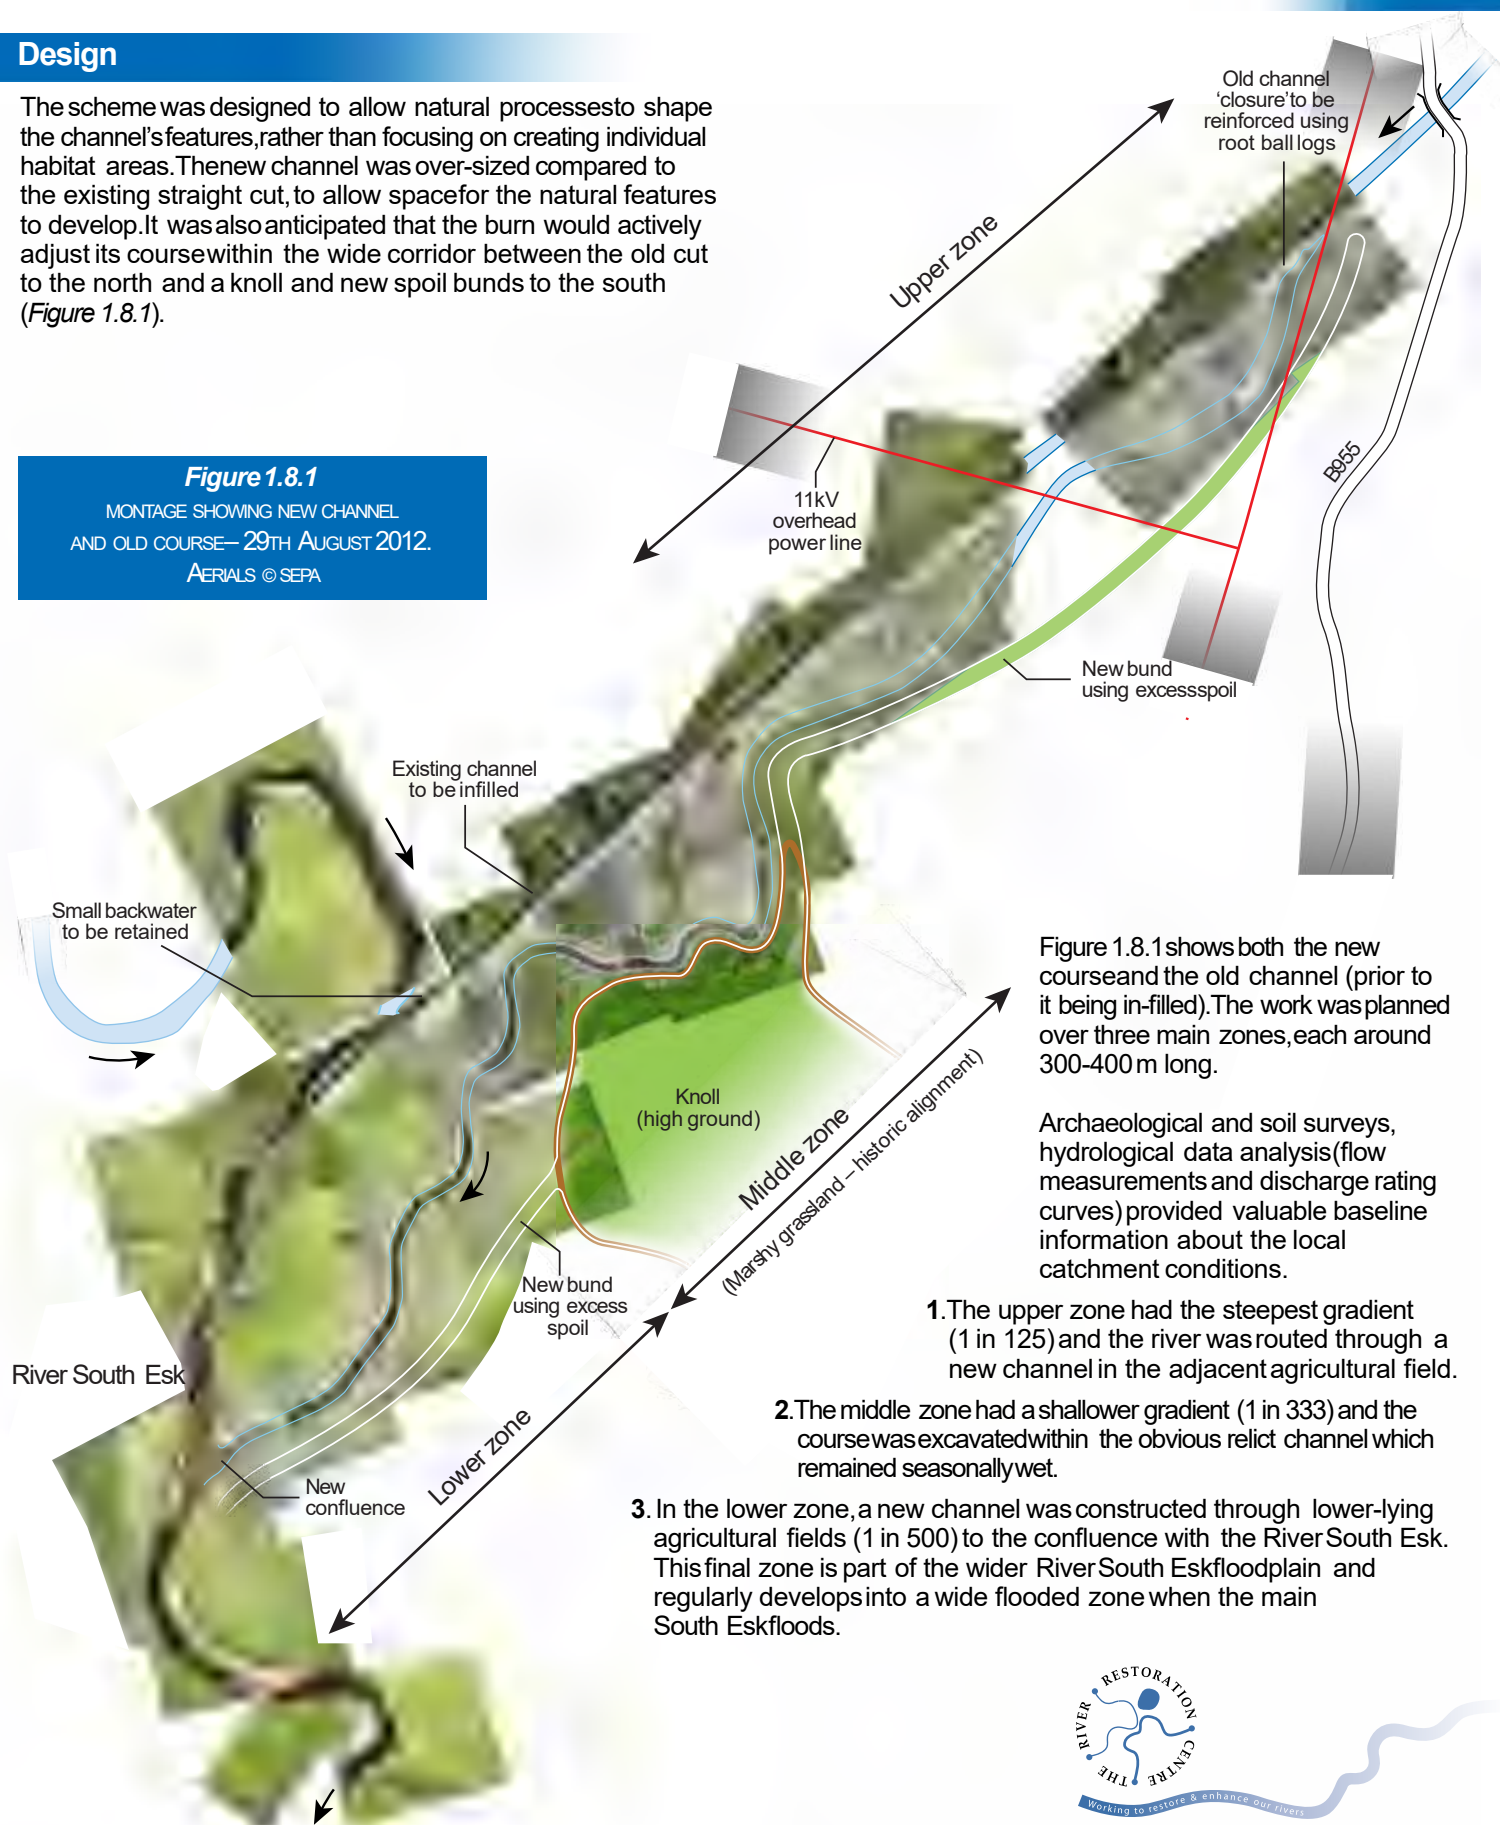 Design
The scheme was designed to allow natural processes to shape
the channel's features, rather than focusing on creating individual
habitat areas. The new channel was over-sized compared to
the existing straight cut, to allow space for the natural features
to develop. It was also anticipated that the burn would actively
adjust its course within the wide corridor between the old cut
to the north and a knoll and new spoil bunds to the south
(Figure 1.8.1).
Figure 1.8.1
MONTAGE SHOWING NEW CHANNEL
AND OLD COURSE– 29TH AUGUST 2012.
AERIALS © SEPA
Old channel
‘closure’ to be
reinforced using
root ball logs
Upper zone
11kV
overhead
power line
B955
New bund
using excess spoil
Existing channel
to be infilled
Small backwater
to be retained
Knoll
(high ground)
Middle zone
(Marshy grassland – historic alignment)
New bund
using excess
spoil
River South Esk
New
confluence
Lower zone
Figure 1.8.1 shows both the new
course and the old channel (prior to
it being in-filled). The work was planned
over three main zones, each around
300-400 m long.
Archaeological and soil surveys,
hydrological data analysis (flow
measurements and discharge rating
curves) provided valuable baseline
information about the local
catchment conditions.
1. The upper zone had the steepest gradient
(1 in 125) and the river was routed through a
new channel in the adjacent agricultural field.
2. The middle zone had a shallower gradient (1 in 333) and the
course was excavated within the obvious relict channel which
remained seasonally wet.
3. In the lower zone, a new channel was constructed through lower-lying
agricultural fields (1 in 500) to the confluence with the River South Esk.
This final zone is part of the wider River South Esk floodplain and
regularly develops into a wide flooded zone when the main
South Esk floods.
THE RIVER RESTORATION CENTRE
Working to restore & enhance our rivers